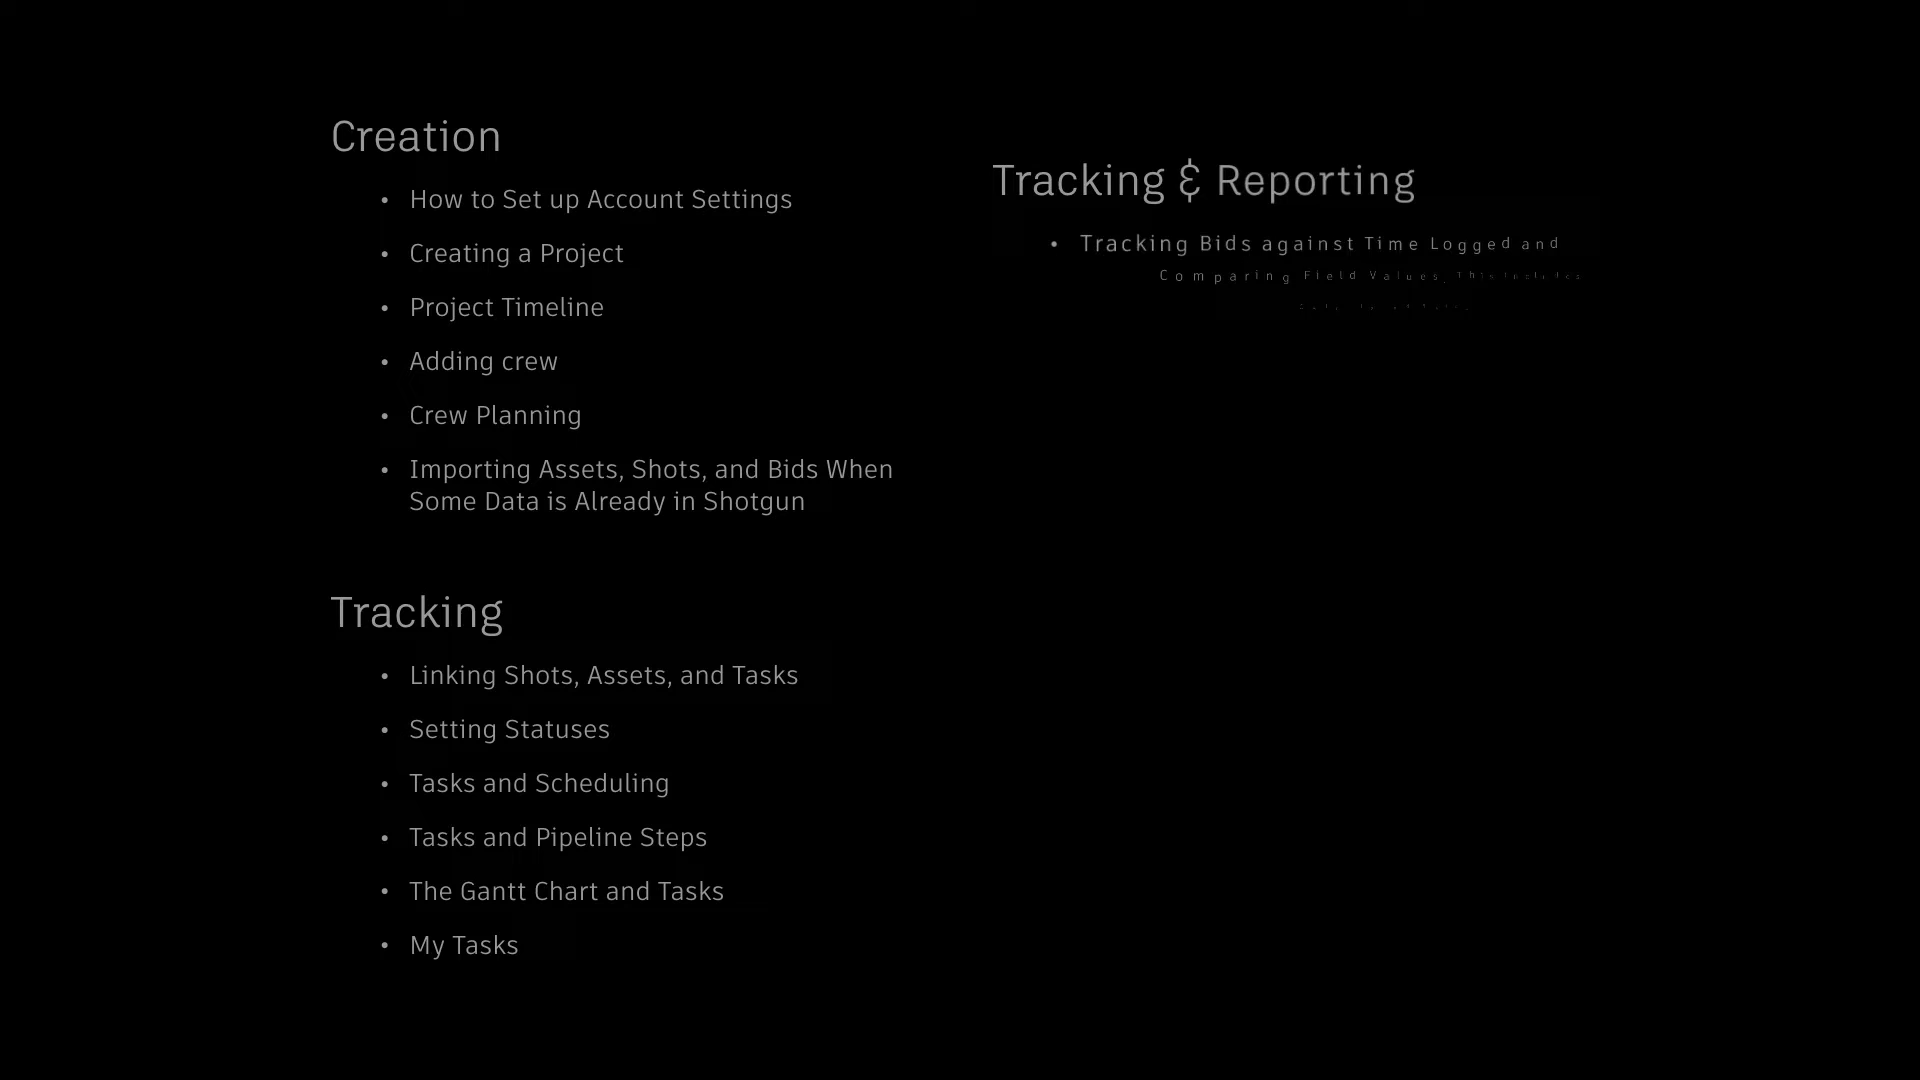 Creation
• How to Set up Account Settings
• Creating a Project
• Project Timeline
• Adding crew
• Crew Planning
• Importing Assets, Shots, and Bids When
Some Data is Already in Shotgun
Tracking
• Linking Shots, Assets, and Tasks
• Setting Statuses
• Tasks and Scheduling
• Tasks and Pipeline Steps
• The Gantt Chart and Tasks
• My Tasks
Tracking & Reporting
• Tracking Bids against Time Logged and
Comparing Field Values,